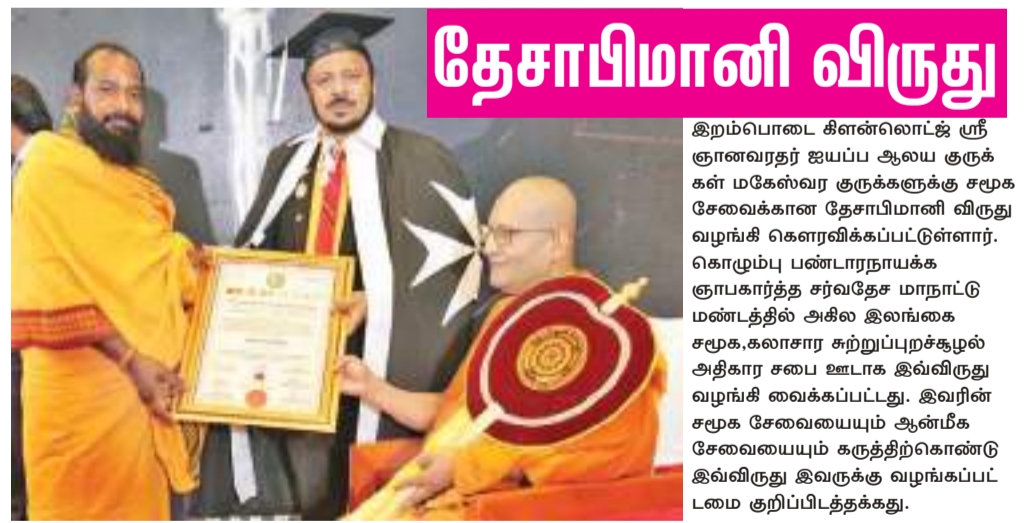 தேசாபிமானி விருது
இறம்பொடை கிளன்லொட்ஜ் ஸ்ரீ
ஞானவரதர் ஐயப்ப ஆலய குருக்
கள் மகேஸ்வர குருக்களுக்கு சமூக
சேவைக்கான தேசாபிமானி விருது
வழங்கி கௌரவிக்கப்பட்டுள்ளார்.
கொழும்பு பண்டாரநாயக்க
ஞாபகார்த்த சர்வதேச மாநாட்டு
மண்டத்தில் அகில இலங்கை
சமூக,கலாசார சுற்றுப்புறச்சூழல்
அதிகார சபை ஊடாக இவ்விருது
வழங்கி வைக்கப்பட்டது. இவரின்
சமூக சேவையையும் ஆன்மீக
சேவையையும் கருத்திற்கொண்டு
இவ்விருது இவருக்கு வழங்கப்பட்
டமை குறிப்பிடத்தக்கது.